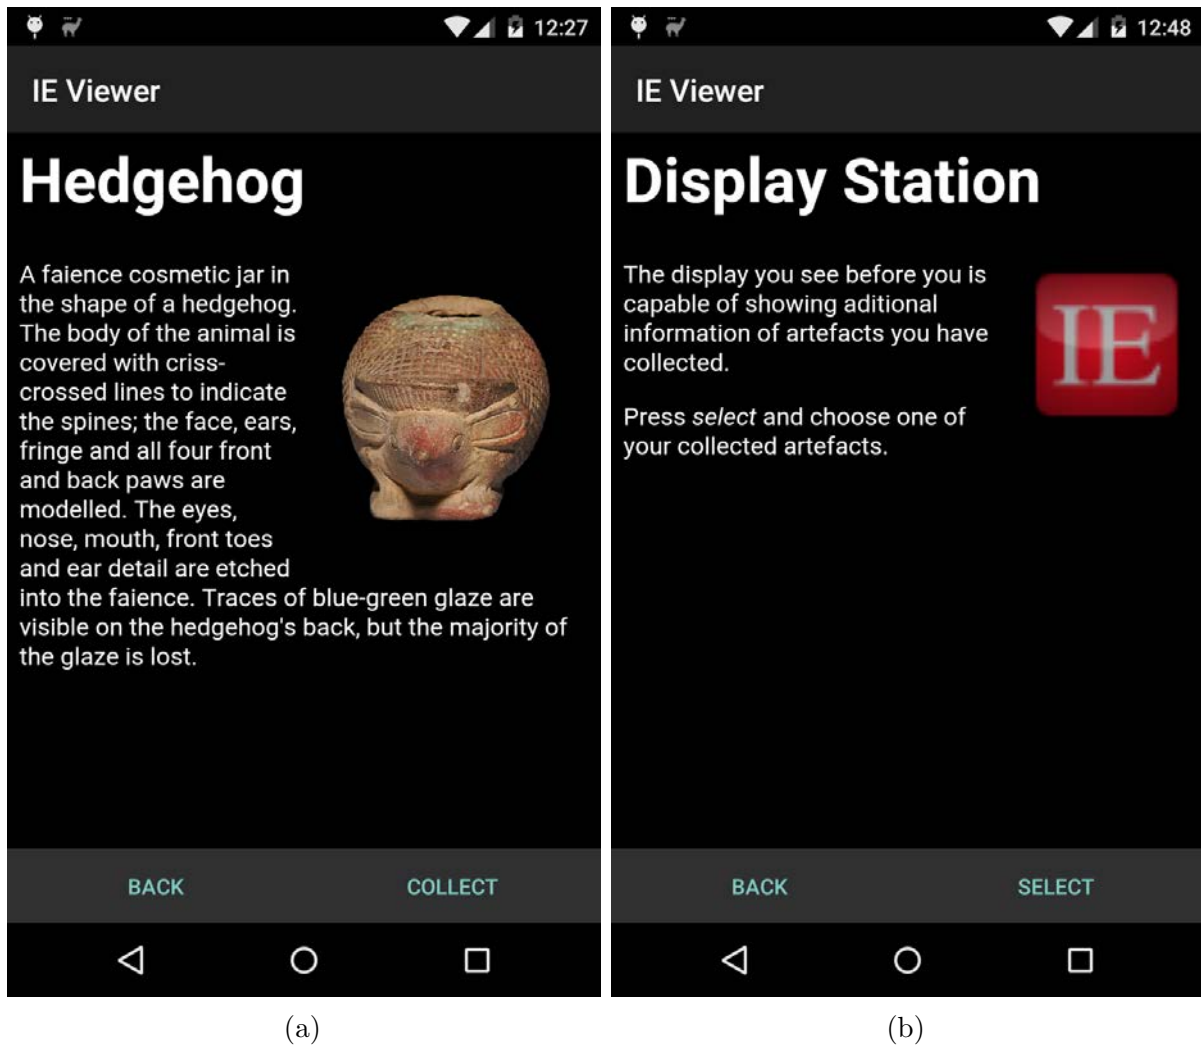 12:27
IE Viewer
Hedgehog
A faience cosmetic jar in
the shape of a hedgehog.
The body of the animal is
covered with criss-
crossed lines to indicate
the spines; the face, ears,
fringe and all four front
and back paws are
modelled. The eyes,
nose, mouth, front toes
and ear detail are etched
into the faience. Traces of blue-green glaze are
visible on the hedgehog's back, but the majority of
the glaze is lost.
BACK COLLECT
(a)
12:48
IE Viewer
Display Station
The display you see before you is
capable of showing aditional
information of artefacts you have
collected.
Press select and choose one of
your collected artefacts.
IE
BACK SELECT
(b)